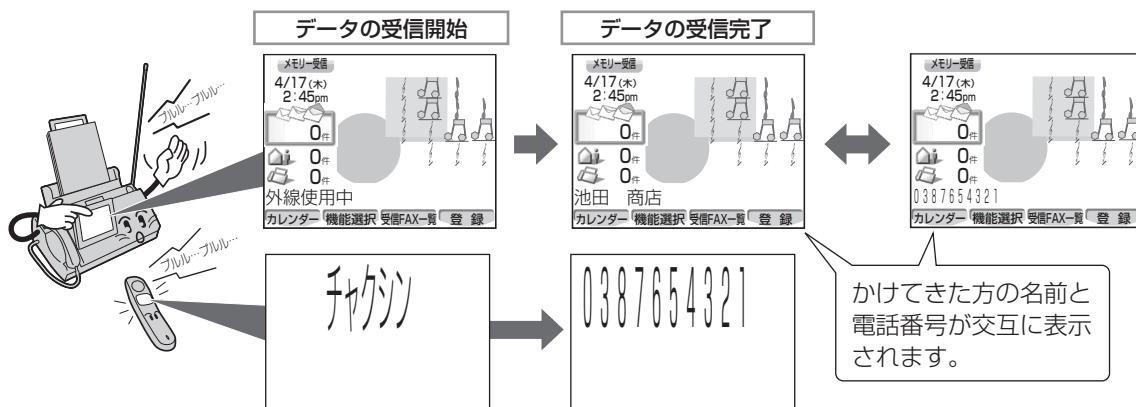 データの受信開始
データの受信完了
プルル…プルル…
プルル…プルル…
メモリー受信
4/17(木)
2:45pm
0件
0件
0件
外線使用中
カレンダー 機能選択 受信FAX一覧 登 録
メモリー受信
4/17(木)
2:45pm
0件
0件
0件
池田 商店
カレンダー 機能選択 受信FAX一覧 登 録
メモリー受信
4/17(木)
2:45pm
0件
0件
0件
0387654321
カレンダー 機能選択 受信FAX一覧 登 録
チャクシン
0387654321
かけてきた方の名前と
電話番号が交互に表示
されます。